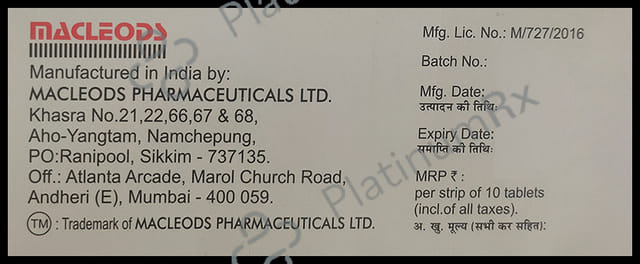 MACLEODS
Manufactured in India by:
MACLEODS PHARMACEUTICALS LTD.
Khasra No.21,22,66,67 & 68,
Aho-Yangtam, Namchepung,
PO:Ranipool, Sikkim - 737135.
Off.: Atlanta Arcade, Marol Church Road,
Andheri (E), Mumbai - 400 059.
TM : Trademark of MACLEODS PHARMACEUTICALS LTD.
Mfg. Lic. No.: M/727/2016
Batch No.:
Mfg. Date:
उत्पादन की तिथि:
Expiry Date:
समाप्ति की तिथि:
MRP ₹ :
per strip of 10 tablets
(incl.of all taxes).
अ. खु. मूल्य (सभी कर सहित):
PlatinumRx
PlatinumRx